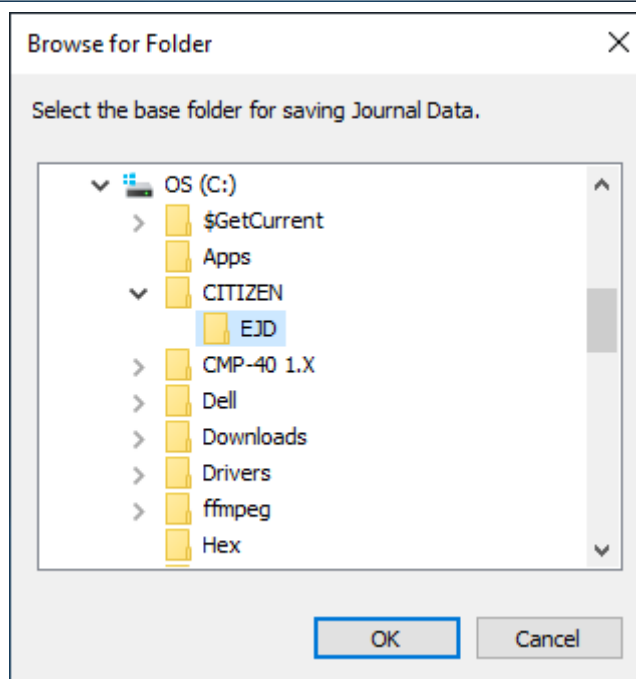 Browse for Folder
Select the base folder for saving Journal Data.
OS (C:)
$GetCurrent
Apps
CITIZEN
EJD
CMP-40 1.X
Dell
Downloads
Drivers
ffmpeg
Hex
OK
Cancel